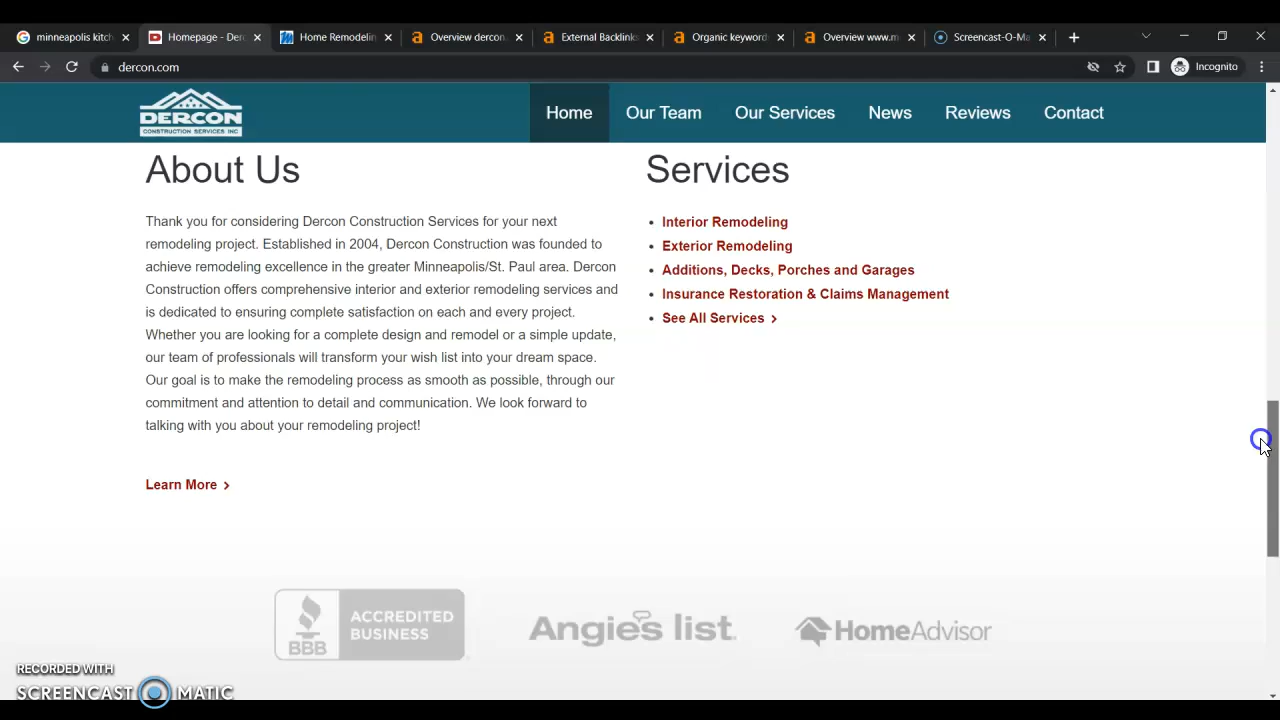 minneapolis kitch
Homepage - Der
Home Remodelin
Overview dercon.
External Backlinks
Organic keyword
Overview www.m
Screencast-O-Ma
dercon.com
Incognito
DERCON
CONSTRUCTION SERVICES INC
Home
Our Team
Our Services
News
Reviews
Contact
About Us
Thank you for considering Dercon Construction Services for your next
remodeling project. Established in 2004, Dercon Construction was founded to
achieve remodeling excellence in the greater Minneapolis/St. Paul area. Dercon
Construction offers comprehensive interior and exterior remodeling services and
is dedicated to ensuring complete satisfaction on each and every project.
Whether you are looking for a complete design and remodel or a simple update,
our team of professionals will transform your wish list into your dream space.
Our goal is to make the remodeling process as smooth as possible, through our
commitment and attention to detail and communication. We look forward to
talking with you about your remodeling project!
Learn More
Services
Interior Remodeling
Exterior Remodeling
Additions, Decks, Porches and Garages
Insurance Restoration & Claims Management
See All Services
BBB
ACCREDITED
BUSINESS
Angie's list.
HomeAdvisor
RECORDED WITH
SCREENCAST MATIC